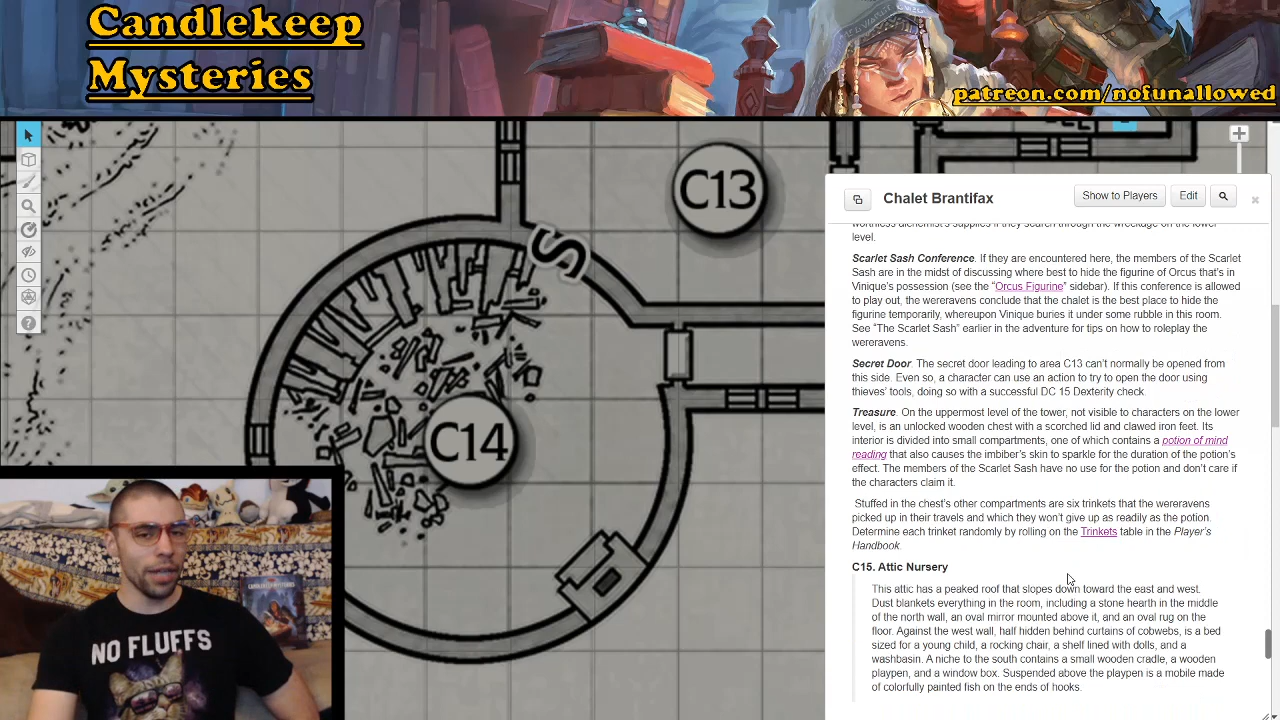 Candlekeep
Mysteries
patreon.com/nofunallowed
C13
S
C14
NO FLUFFS
Chalet Brantifax
Show to Players
Edit
worthless alchemist's supplies if they search through the wreckage on the lower
level.
Scarlet Sash Conference. If they are encountered here, the members of the Scarlet
Sash are in the midst of discussing where best to hide the figurine of Orcus that's in
Vinique's possession (see the “Orcus Figurine” sidebar). If this conference is allowed
to play out, the wereravens conclude that the chalet is the best place to hide the
figurine temporarily, whereupon Vinique buries it under some rubble in this room.
See “The Scarlet Sash” earlier in the adventure for tips on how to roleplay the
wereravens.
Secret Door. The secret door leading to area C13 can't normally be opened from
this side. Even so, a character can use an action to try to open the door using
thieves' tools, doing so with a successful DC 15 Dexterity check.
Treasure. On the uppermost level of the tower, not visible to characters on the lower
level, is an unlocked wooden chest with a scorched lid and clawed iron feet. Its
interior is divided into small compartments, one of which contains a potion of mind
reading that also causes the imbiber's skin to sparkle for the duration of the potion's
effect. The members of the Scarlet Sash have no use for the potion and don't care if
the characters claim it.
Stuffed in the chest's other compartments are six trinkets that the wereravens
picked up in their travels and which they won't give up as readily as the potion.
Determine each trinket randomly by rolling on the Trinkets table in the Player's
Handbook
C15. Attic Nursery
This attic has a peaked roof that slopes down toward the east and west.
Dust blankets everything in the room, including a stone hearth in the middle
of the north wall, an oval mirror mounted above it, and an oval rug on the
floor. Against the west wall, half hidden behind curtains of cobwebs, is a bed
sized for a young child, a rocking chair, a shelf lined with dolls, and a
washbasin. A niche to the south contains a small wooden cradle, a wooden
playpen, and a window box. Suspended above the playpen is a mobile made
of colorfully painted fish on the ends of hooks.